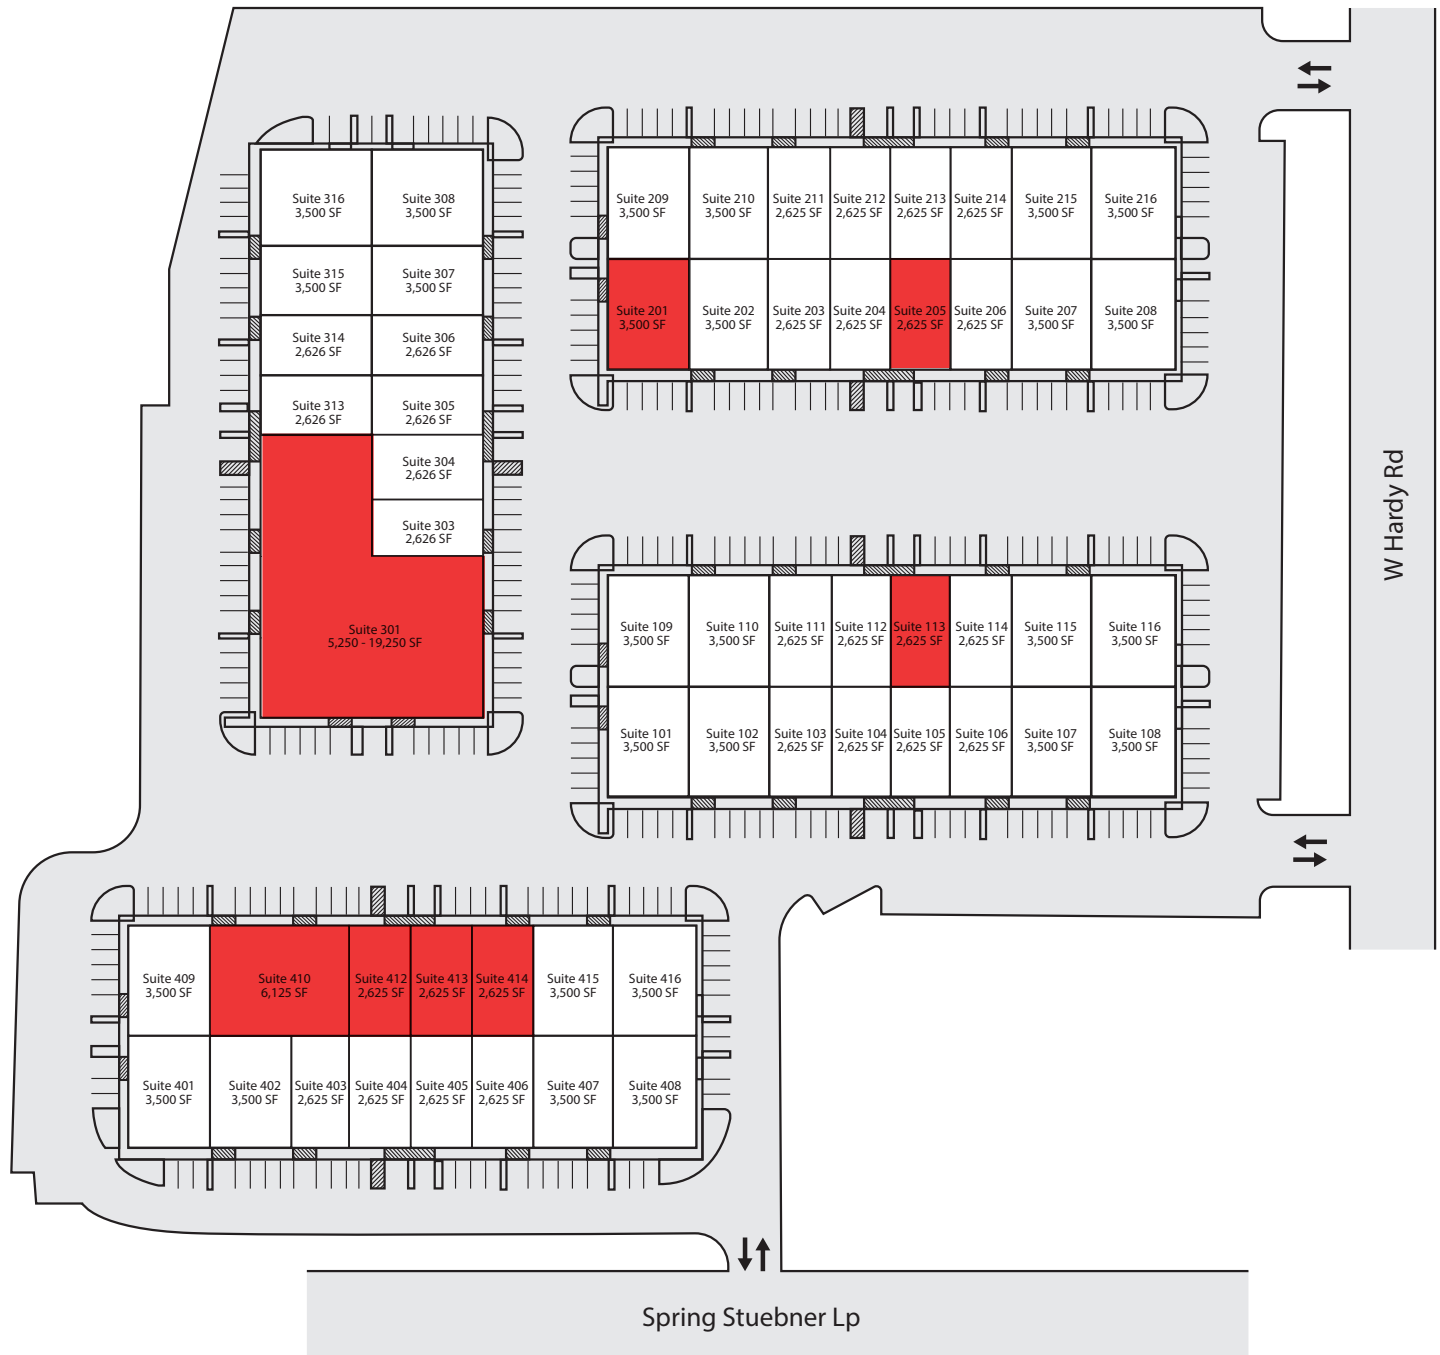 Suite 316
3,500 SF
Suite 308
3,500 SF
Suite 315
3,500 SF
Suite 307
3,500 SF
Suite 314
2,626 SF
Suite 306
2,626 SF
Suite 313
2,626 SF
Suite 305
2,626 SF
Suite 304
2,626 SF
Suite 303
2,626 SF
Suite 301
5,250 - 19,250 SF
Suite 209
3,500 SF
Suite 210
3,500 SF
Suite 211
2,625 SF
Suite 212
2,625 SF
Suite 213
2,625 SF
Suite 214
2,625 SF
Suite 215
3,500 SF
Suite 216
3,500 SF
Suite 201
3,500 SF
Suite 202
3,500 SF
Suite 203
2,625 SF
Suite 204
2,625 SF
Suite 205
2,625 SF
Suite 206
2,625 SF
Suite 207
3,500 SF
Suite 208
3,500 SF
W Hardy Rd
Suite 109
3,500 SF
Suite 110
3,500 SF
Suite 111
2,625 SF
Suite 112
2,625 SF
Suite 113
2,625 SF
Suite 114
2,625 SF
Suite 115
3,500 SF
Suite 116
3,500 SF
Suite 101
3,500 SF
Suite 102
3,500 SF
Suite 103
2,625 SF
Suite 104
2,625 SF
Suite 105
2,625 SF
Suite 106
2,625 SF
Suite 107
3,500 SF
Suite 108
3,500 SF
Suite 409
3,500 SF
Suite 410
6,125 SF
Suite 412
2,625 SF
Suite 413
2,625 SF
Suite 414
2,625 SF
Suite 415
3,500 SF
Suite 416
3,500 SF
Suite 401
3,500 SF
Suite 402
3,500 SF
Suite 403
2,625 SF
Suite 404
2,625 SF
Suite 405
2,625 SF
Suite 406
2,625 SF
Suite 407
3,500 SF
Suite 408
3,500 SF
Spring Stuebner Lp